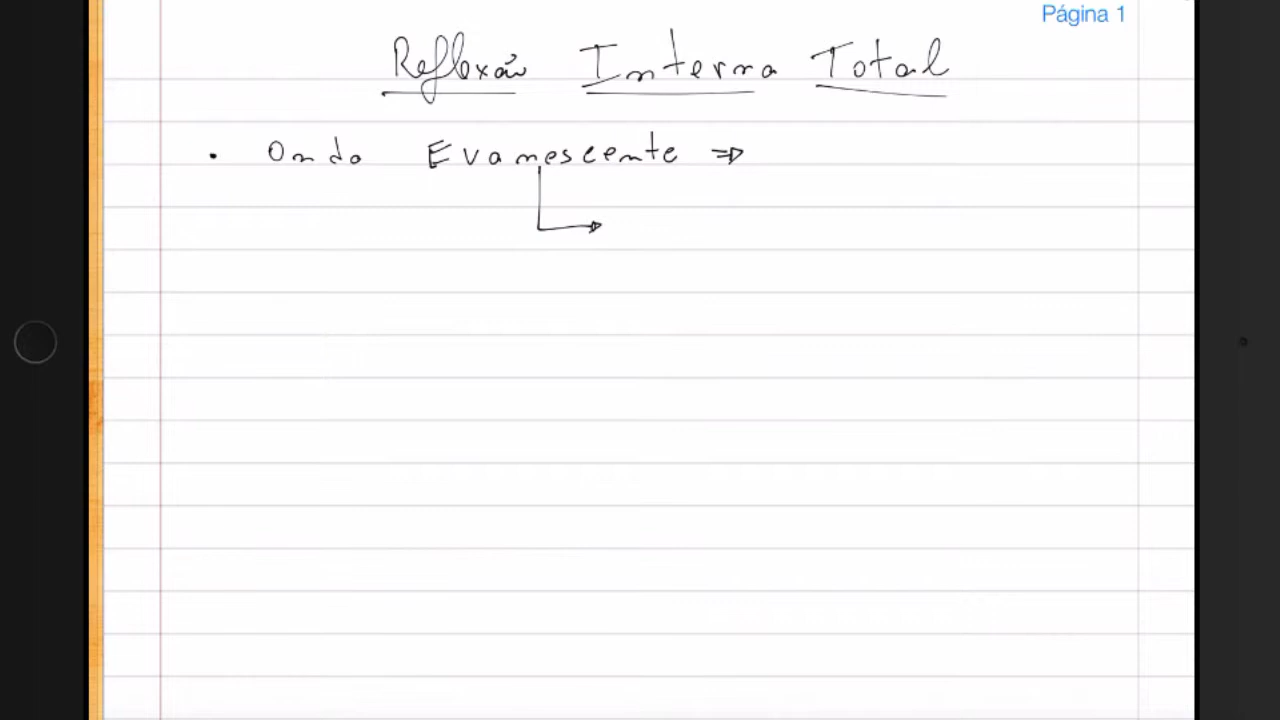 Página 1
Reflexão Interna Total
• Onda Evanescente ⇒